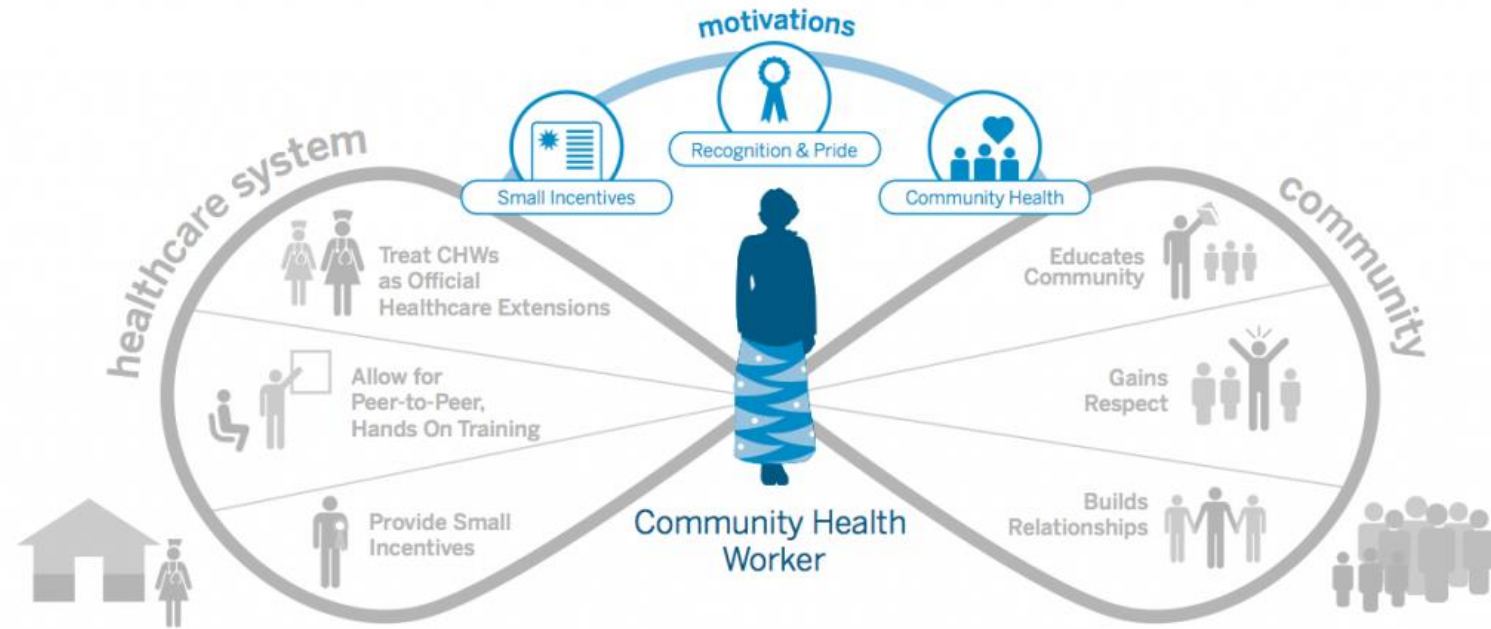 motivations
Small Incentives
Recognition & Pride
Community Health
healthcare system
Treat CHWs
as Official
Healthcare Extensions
Allow for
Peer-to-Peer,
Hands On Training
Provide Small
Incentives
Community Health
Worker
community
Educates
Community
Gains
Respect
Builds
Relationships